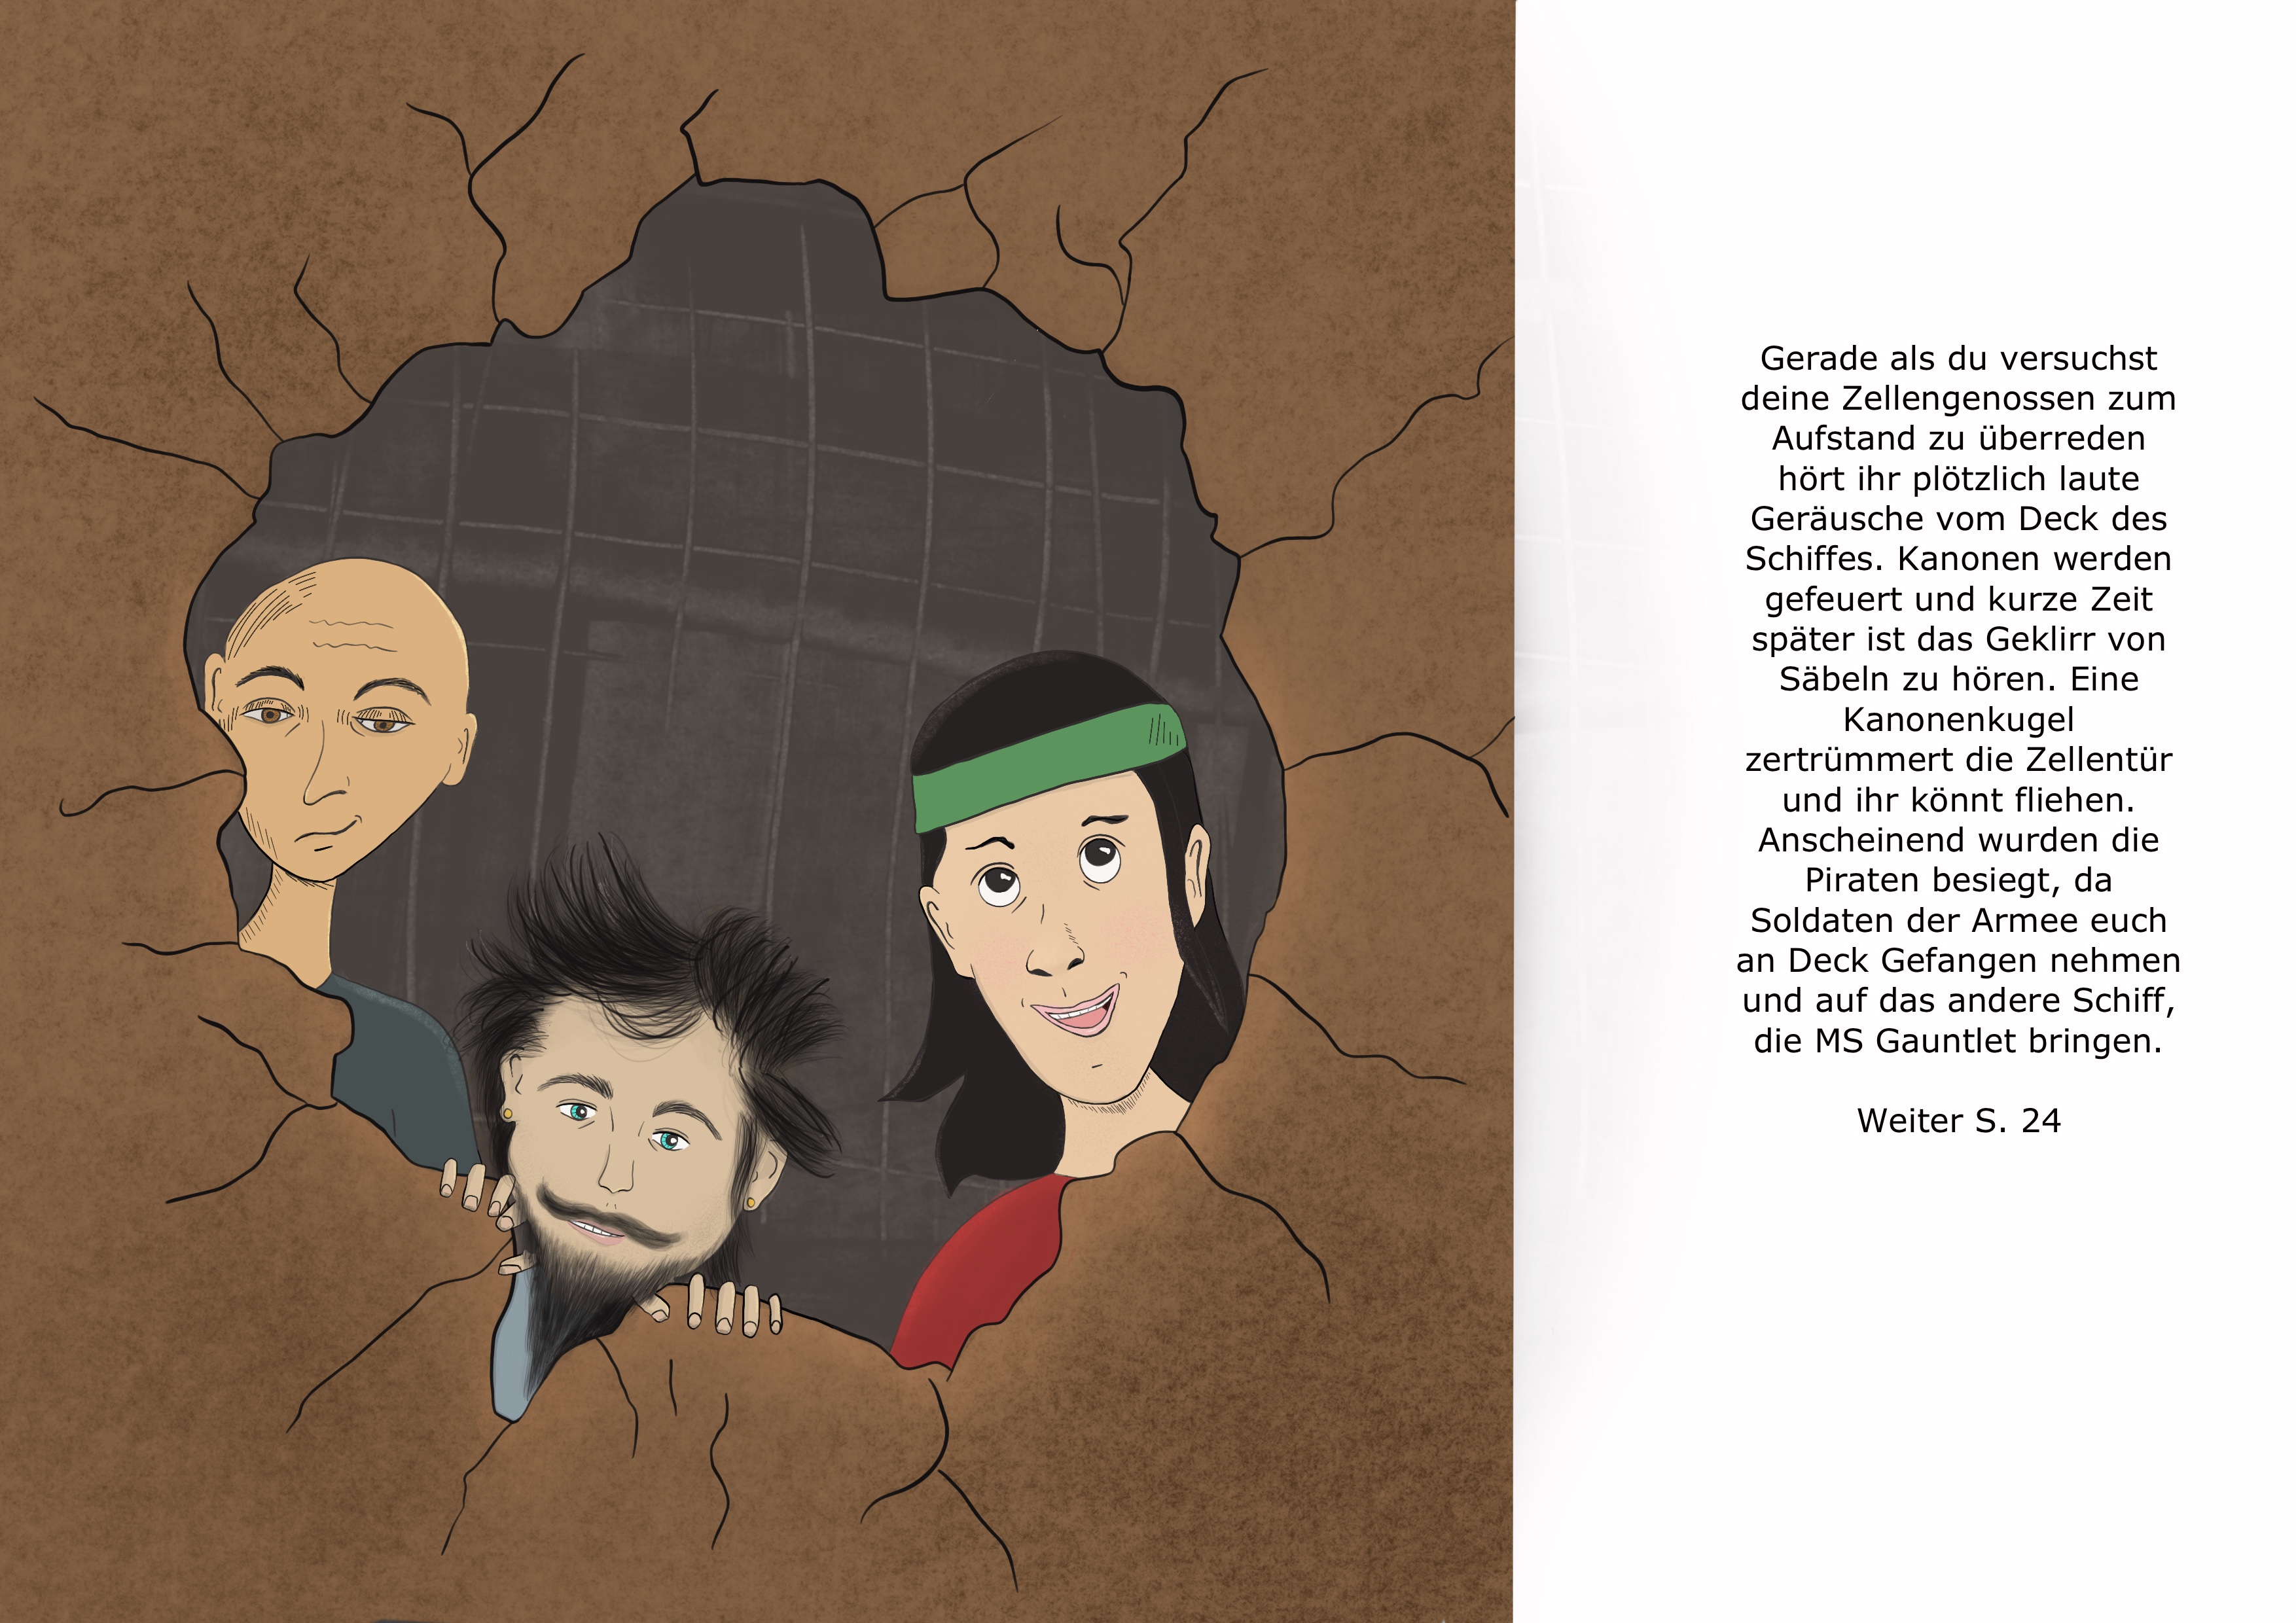 Gerade als du versuchst
deine Zellengenossen zum
Aufstand zu überreden
hört ihr plötzlich laute
Geräusche vom Deck des
Schiffes. Kanonen werden
gefeuert und kurze Zeit
später ist das Geklirr von
Säbeln zu hören. Eine
Kanonenkugel
zertrümmert die Zellentür
und ihr könnt fliehen.
Anscheinend wurden die
Piraten besiegt, da
Soldaten der Armee euch
an Deck Gefangen nehmen
und auf das andere Schiff,
die MS Gauntlet bringen.
Weiter S. 24